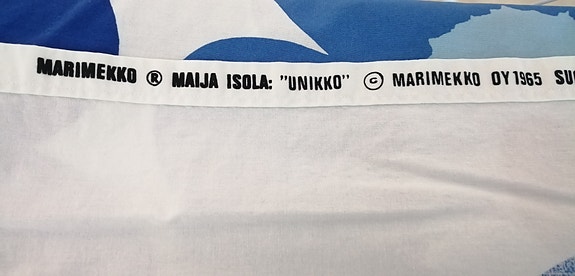 MARIMEKKO ® MAIJA ISOLA: "UNIKKO" © MARIMEKKO OY 1965